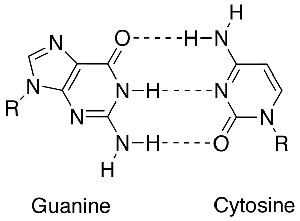 H
N O H N
N N H N
R N N
N H O R
H
Guanine Cytosine